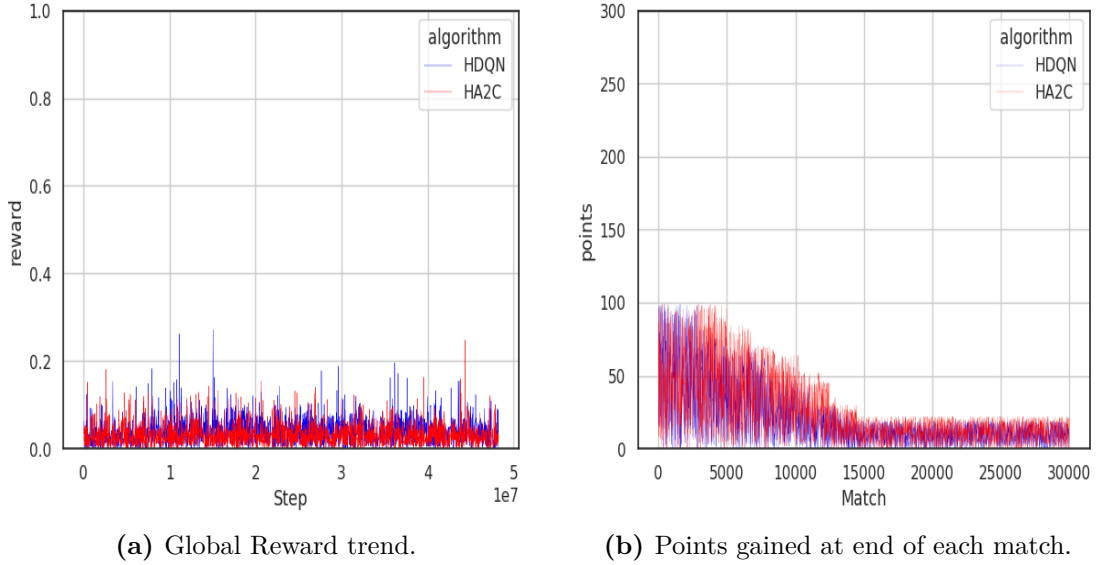 1.0
0.8
0.6
0.4
0.2
0.0
reward
0 1 2 3 4 5
1e7
Step
algorithm
HDQN
HA2C
(a) Global Reward trend.
300
250
200
150
100
50
0
points
0 5000 10000 15000 20000 25000 30000
Match
algorithm
HDQN
HA2C
(b) Points gained at end of each match.